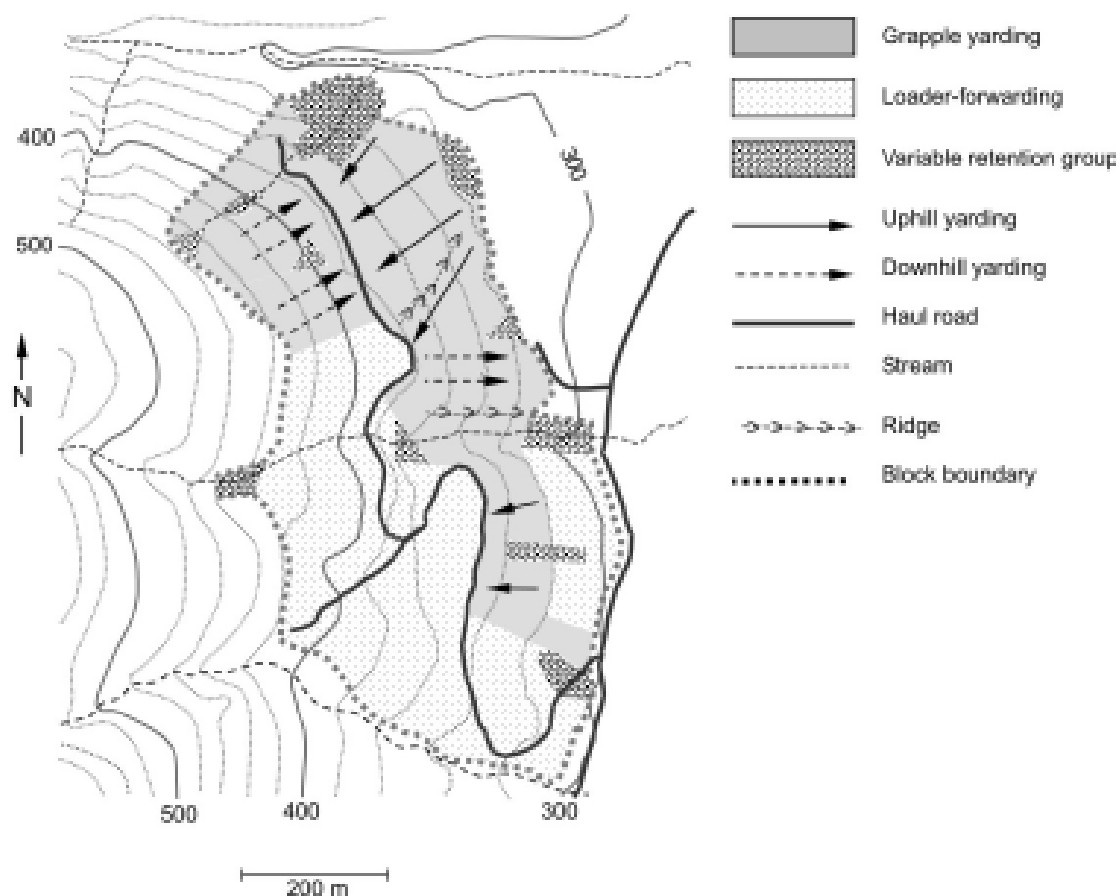 Grapple yarding
Loader-forwarding
Variable retention group
Uphill yarding
Downhill yarding
Haul road
Stream
Ridge
Block boundary
400
500
300
N
500
400
300
200 m